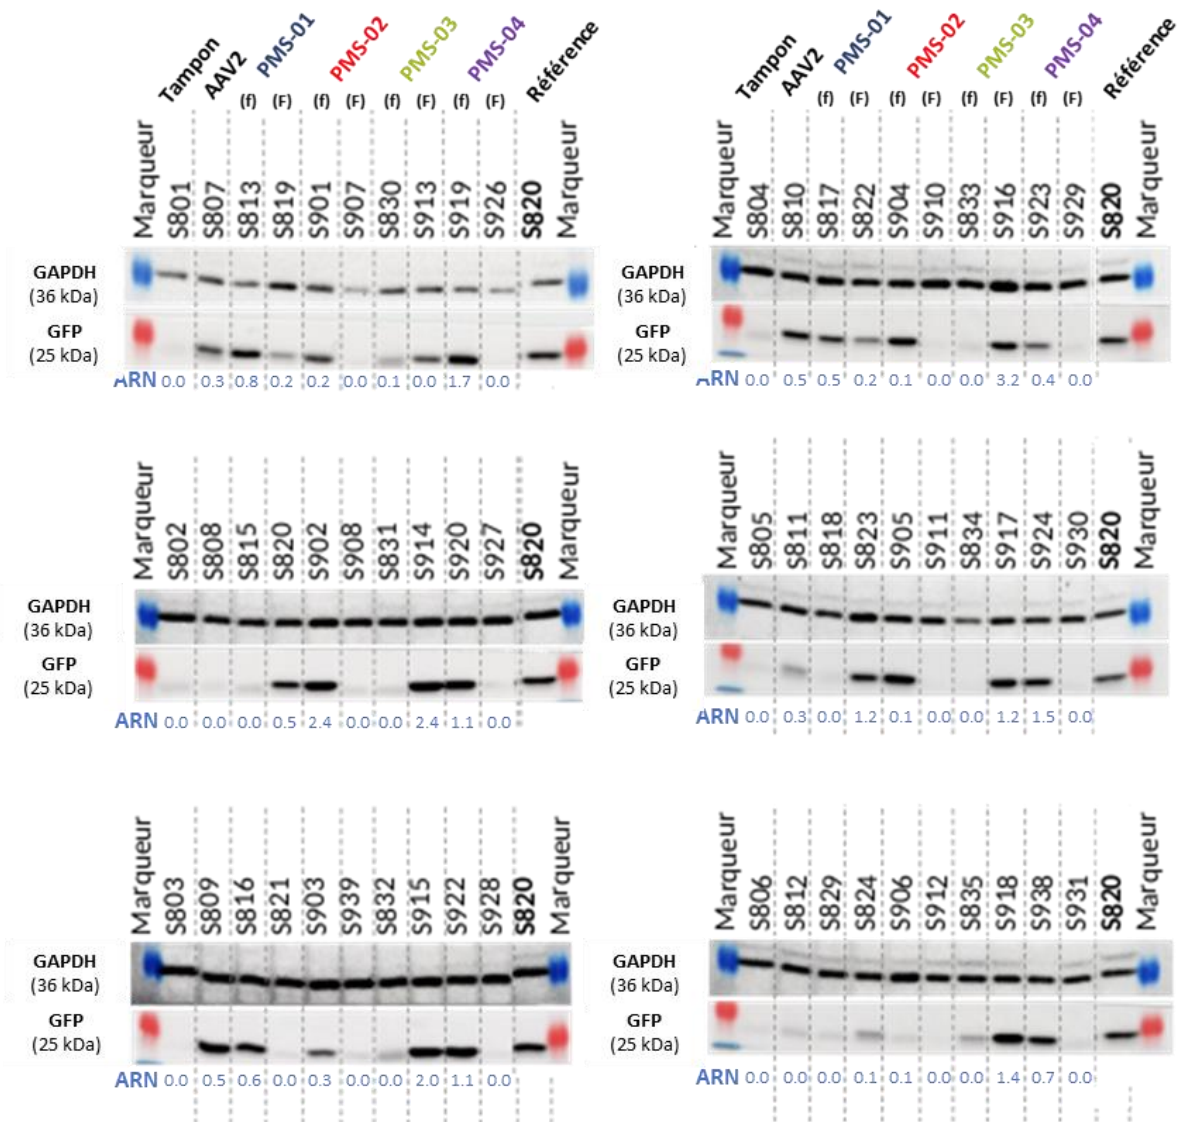 Tampon AAV2 PMS-01 PMS-02 PMS-03 PMS-04 Référence
(f) (F) (f) (F) (f) (F) (f) (F)
Marqueur S801 S807 S813 S819 S901 S907 S830 S913 S919 S926 S820 Marqueur
GAPDH
(36 kDa)
GFP
(25 kDa)
ARN 0.0 0.3 0.8 0.2 0.2 0.0 0.1 0.0 1.7 0.0
Tampon AAV2 PMS-01 PMS-02 PMS-03 PMS-04 Référence
(f) (F) (f) (F) (f) (F) (f) (F)
Marqueur S804 S810 S817 S822 S904 S910 S833 S916 S923 S929 S820 Marqueur
GAPDH
(36 kDa)
GFP
(25 kDa)
ARN 0.0 0.5 0.5 0.2 0.1 0.0 0.0 3.2 0.4 0.0
Marqueur S802 S808 S815 S820 S902 S908 S831 S914 S920 S927 S820 Marqueur
GAPDH
(36 kDa)
GFP
(25 kDa)
ARN 0.0 0.0 0.0 0.5 2.4 0.0 0.0 2.4 1.1 0.0
Marqueur S805 S811 S818 S823 S905 S911 S834 S917 S924 S930 S820 Marqueur
GAPDH
(36 kDa)
GFP
(25 kDa)
ARN 0.0 0.3 0.0 1.2 0.1 0.0 0.0 1.2 1.5 0.0
Marqueur S803 S809 S816 S821 S903 S939 S832 S915 S922 S928 S820 Marqueur
GAPDH
(36 kDa)
GFP
(25 kDa)
ARN 0.0 0.5 0.6 0.0 0.3 0.0 0.0 2.0 1.1 0.0
Marqueur S806 S812 S829 S824 S906 S912 S835 S918 S938 S931 S820 Marqueur
GAPDH
(36 kDa)
GFP
(25 kDa)
ARN 0.0 0.0 0.0 0.1 0.1 0.0 0.0 1.4 0.7 0.0